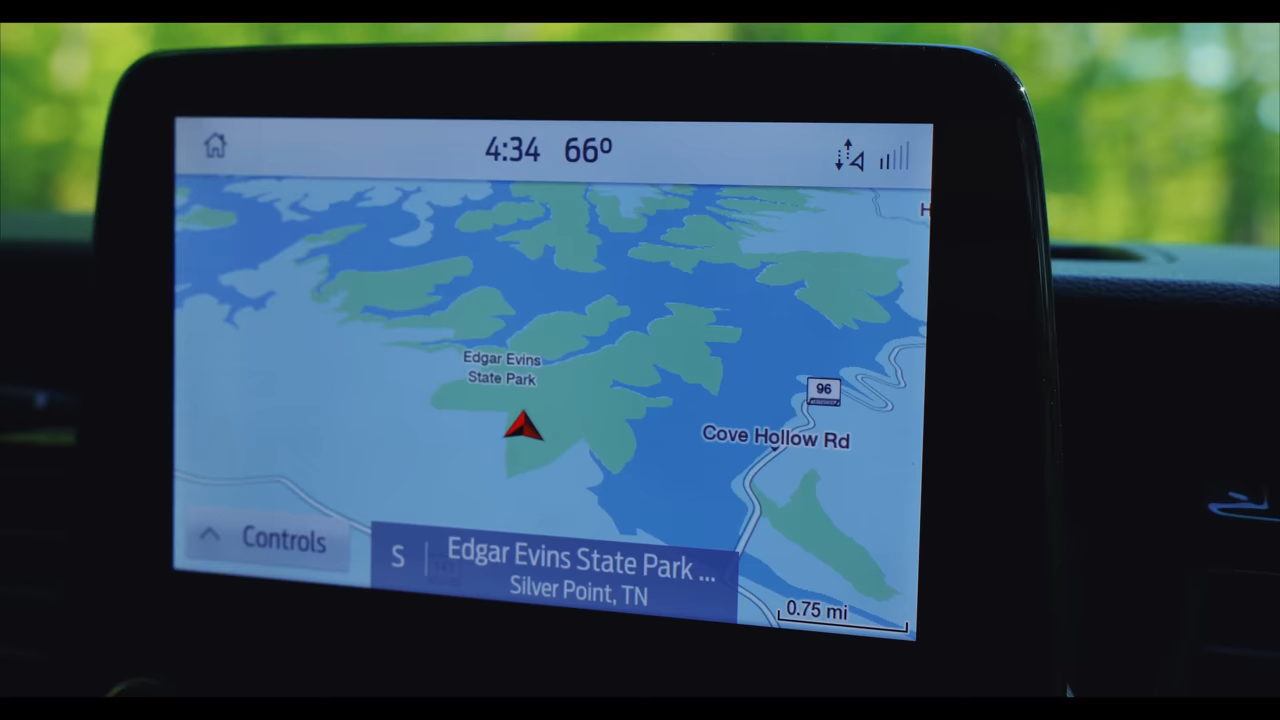 4:34 66º
H
Edgar Evins
State Park
96
Cove Hollow Rd
Controls
S
Edgar Evins State Park ...
Silver Point, TN
0.75 mi